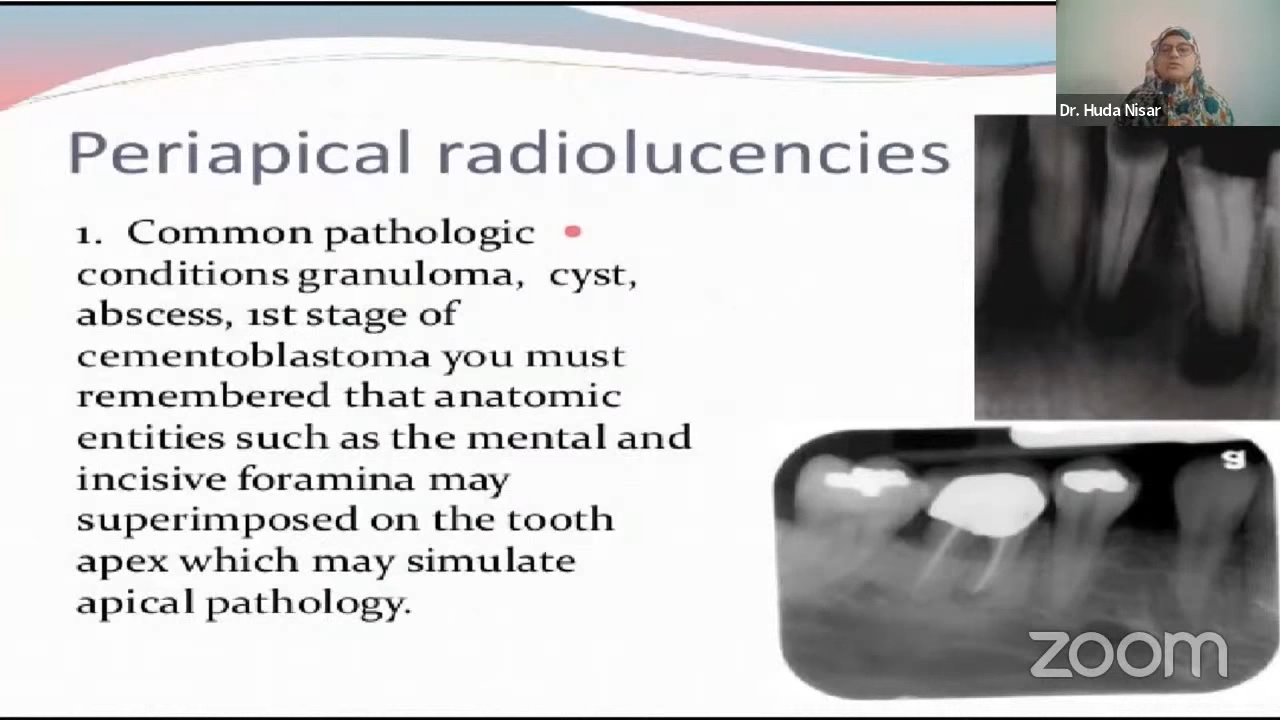 Dr. Huda Nisar
Periapical radiolucencies
1. Common pathologic •
conditions granuloma, cyst,
abscess, 1st stage of
cementoblastoma you must
remembered that anatomic
entities such as the mental and
incisive foramina may
superimposed on the tooth
apex which may simulate
apical pathology.
zoom